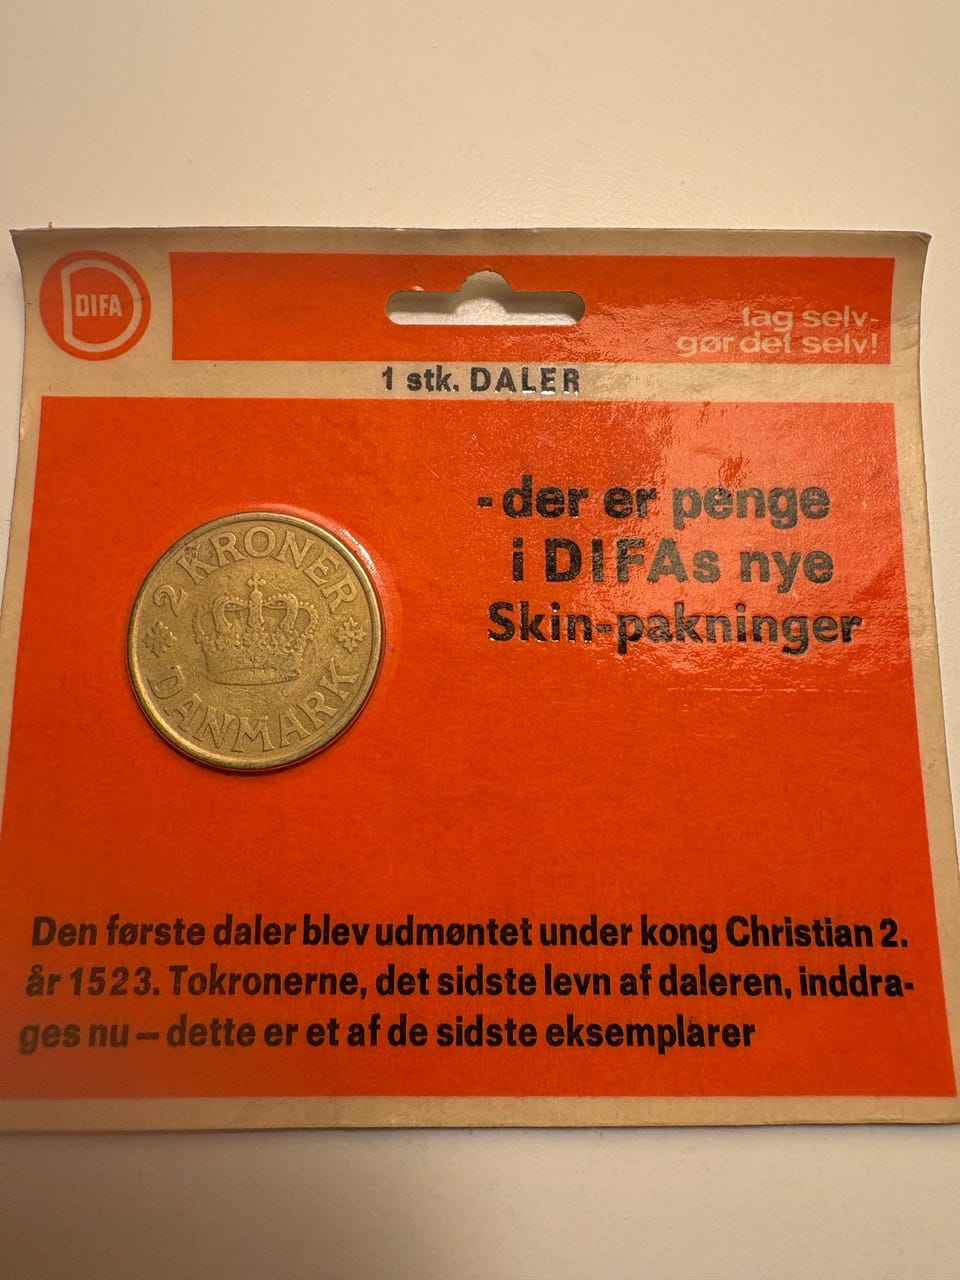 DIFA
tag selv-
gør det selv!
1 stk. DALER
- der er penge
i DIFAs nye
Skin-pakninger
2 KRONER
DANMARK
Den første daler blev udmøntet under kong Christian 2.
år 1523. Tokronerne, det sidste levn af daleren, inddra-
ges nu – dette er et af de sidste eksemplarer